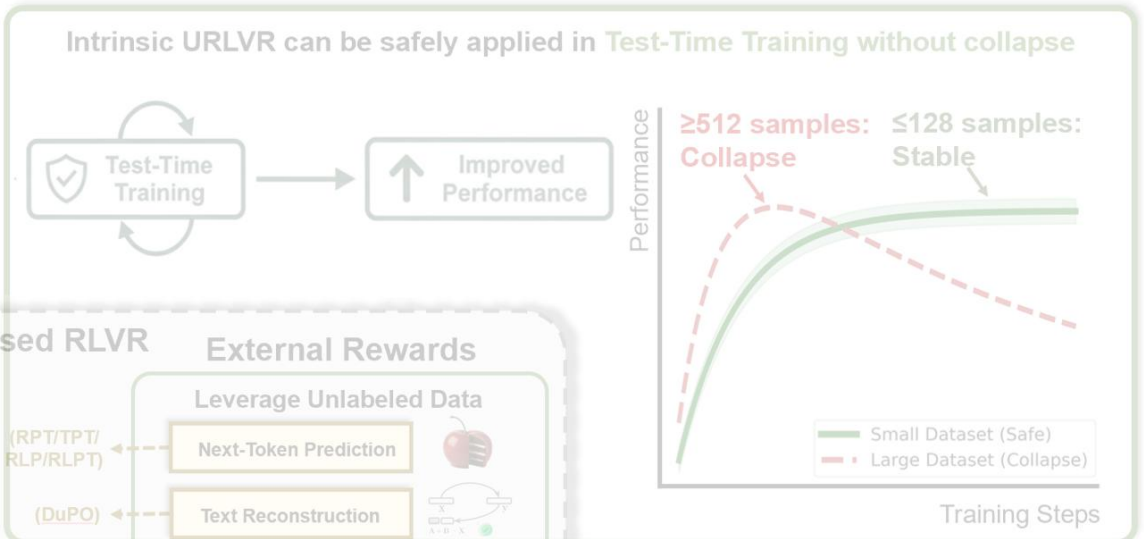 Intrinsic URLVR can be safely applied in Test-Time Training without collapse
Test-Time
Training
Improved
Performance
Performance
≥512 samples:
Collapse
≤128 samples:
Stable
Small Dataset (Safe)
Large Dataset (Collapse)
Training Steps
sed RLVR
External Rewards
Leverage Unlabeled Data
(RPT/TPT/
RLP/RLPT)
Next-Token Prediction
(DuPO)
Text Reconstruction
X
Y